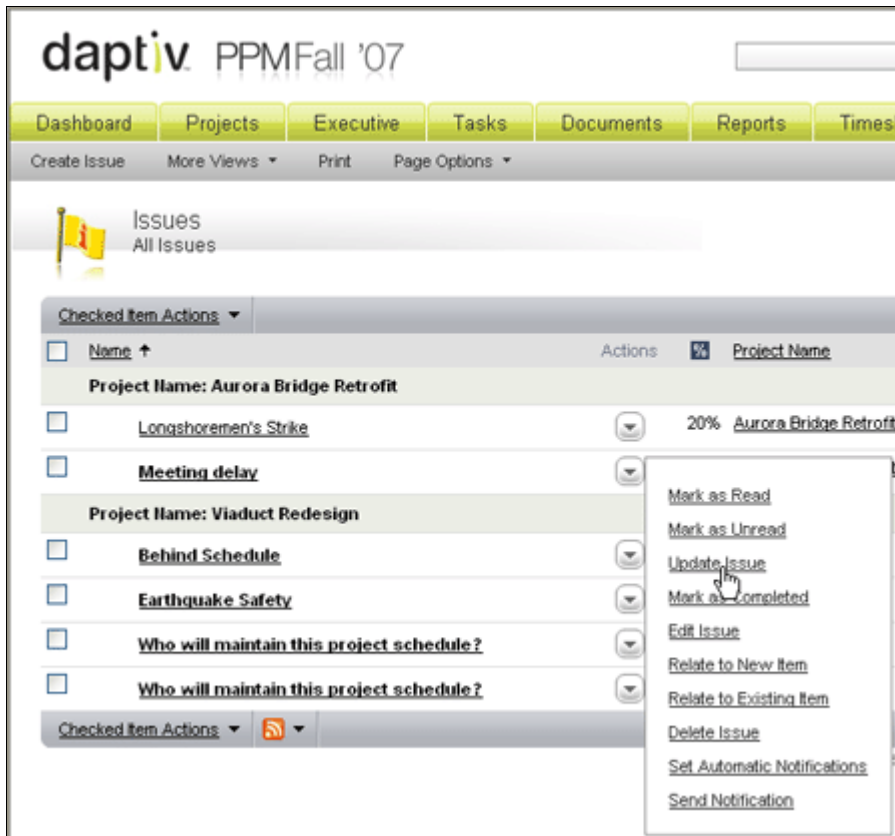 daptiv PPMFall '07
Dashboard Projects Executive Tasks Documents Reports Times
Create Issue More Views Print Page Options
Issues
All Issues
Checked Item Actions
Name Actions % Project Name
Project Name: Aurora Bridge Retrofit
Longshoremen's Strike 20% Aurora Bridge Retrofit
Meeting delay
Project Name: Viaduct Redesign
Behind Schedule
Earthquake Safety
Who will maintain this project schedule?
Who will maintain this project schedule?
Checked Item Actions
Mark as Read
Mark as Unread
Update Issue
Mark as Completed
Edit Issue
Relate to New Item
Relate to Existing Item
Delete Issue
Set Automatic Notifications
Send Notification